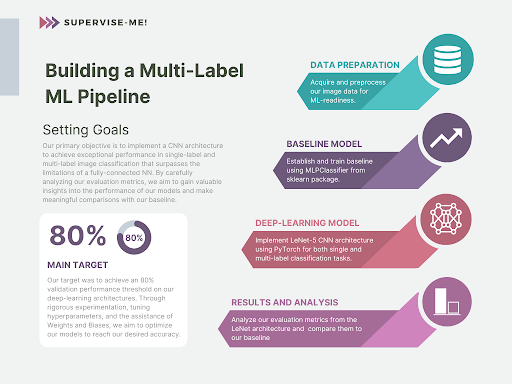 SUPERVISE-ME!
Building a Multi-Label
ML Pipeline
Setting Goals
Our primary objective is to implement a CNN architecture
to achieve exceptional performance in single-label and
multi-label image classification that surpasses the
limitations of a fully-connected NN. By carefully
analyzing our evaluation metrics, we aim to gain valuable
insights into the performance of our models and make
meaningful comparisons with our baseline.
80%
80%
MAIN TARGET
Our target was to achieve an 80%
validation performance threshold on our
deep-learning architectures. Through
rigorous experimentation, tuning
hyperparameters, and the assistance of
Weights and Biases, we aim to optimize
our models to reach our desired accuracy.
DATA PREPARATION
Acquire and preprocess
our image data for
ML-readiness.
BASELINE MODEL
Establish and train baseline
using MLPClassifier from
sklearn package.
DEEP-LEARNING MODEL
Implement LeNet-5 CNN architecture
using PyTorch for both single and
multi-label classification tasks.
RESULTS AND ANALYSIS
Analyze our evaluation metrics from the
LeNet architecture and compare them to
our baseline